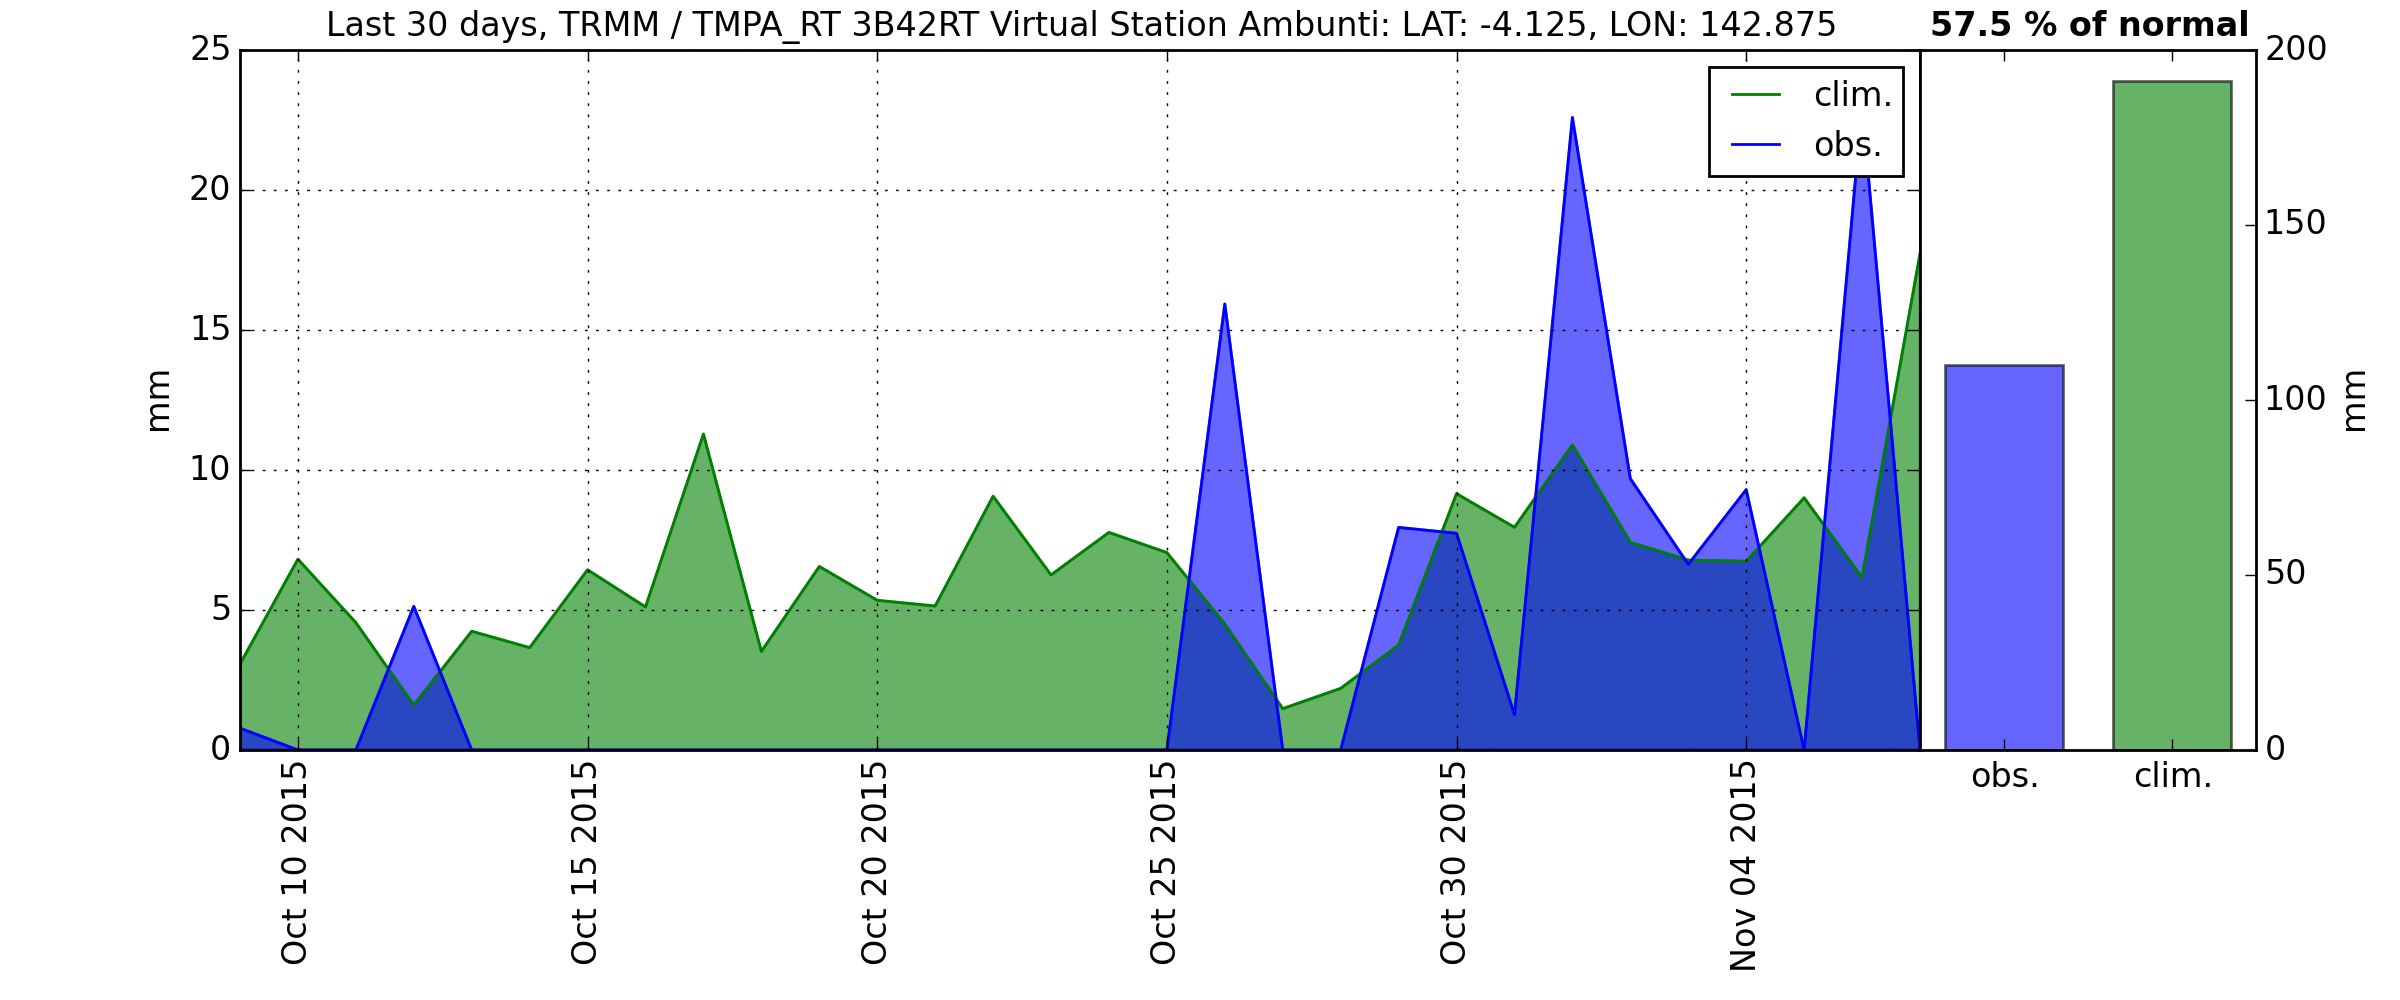 Last 30 days, TRMM / TMPA_RT 3B42RT Virtual Station Ambunti: LAT: -4.125, LON: 142.875
57.5 % of normal
25
20
15
10
5
0
mm
clim.
obs.
Oct 10 2015
Oct 15 2015
Oct 20 2015
Oct 25 2015
Oct 30 2015
Nov 04 2015
200
150
100
50
0
mm
obs.
clim.